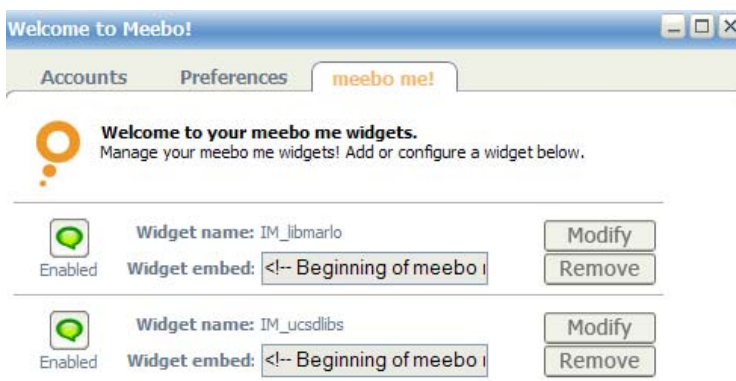 Welcome to Meebo!
Accounts Preferences meebo me!
Welcome to your meebo me widgets.
Manage your meebo me widgets! Add or configure a widget below.
Widget name: IM_libmarlo Modify
Enabled Widget embed: <!-- Beginning of meebo Remove
Widget name: IM_ucsdlibs Modify
Enabled Widget embed: <!-- Beginning of meebo Remove